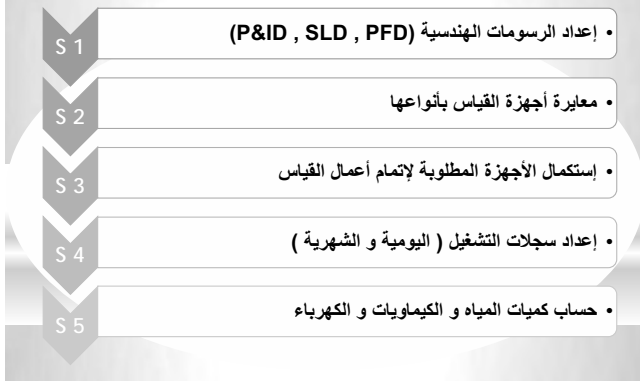 S 1
• إعداد الرسومات الهندسية (P&ID , SLD , PFD)
S 2
• معايرة أجهزة القياس بأنواعها
S 3
• إستكمال الأجهزة المطلوبة لإتمام أعمال القياس
S 4
• إعداد سجلات التشغيل ( اليومية و الشهرية )
S 5
• حساب كميات المياه و الكيماويات و الكهرباء